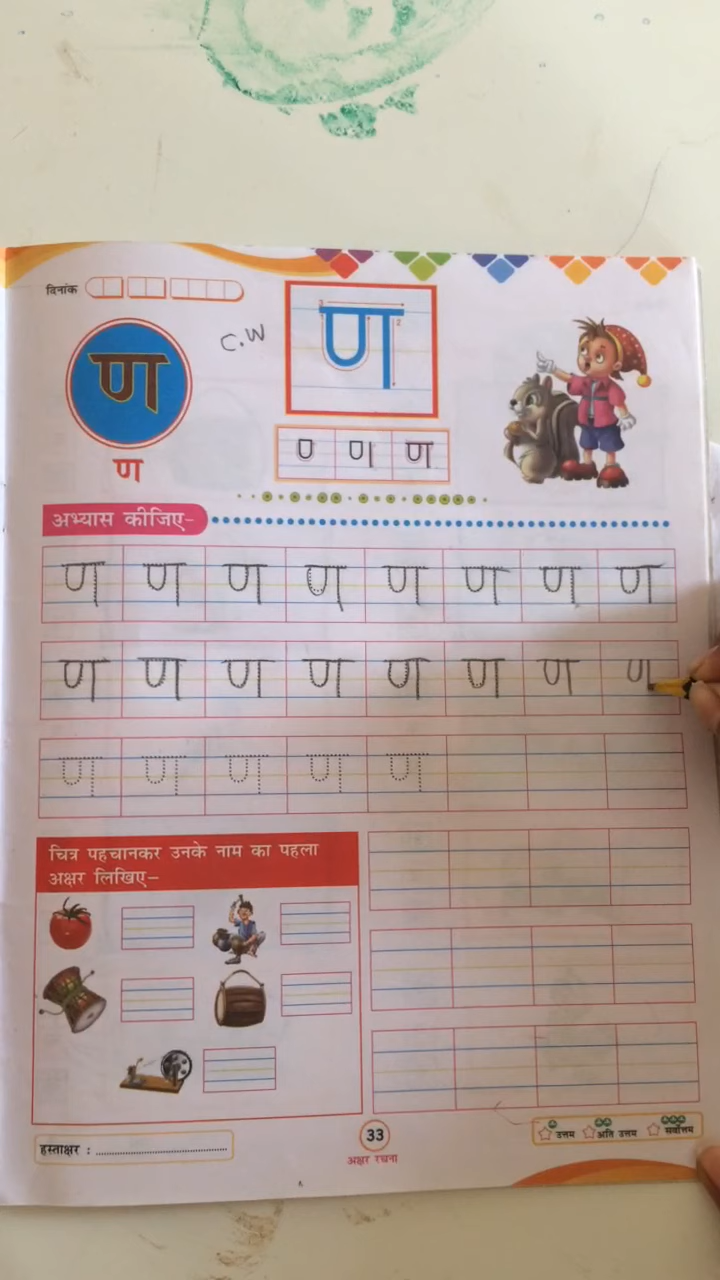 दिनांक
C.W
ण
ण
ण
ण ण ण
अभ्यास कीजिए-
ण ण ण ण ण ण ण ण
ण ण ण ण ण ण ण ण
ण ण ण ण ण
चित्र पहचानकर उनके नाम का पहला
अक्षर लिखिए-
हस्ताक्षर :
33
अक्षर रचना
उत्तम अति उत्तम सर्वोत्तम